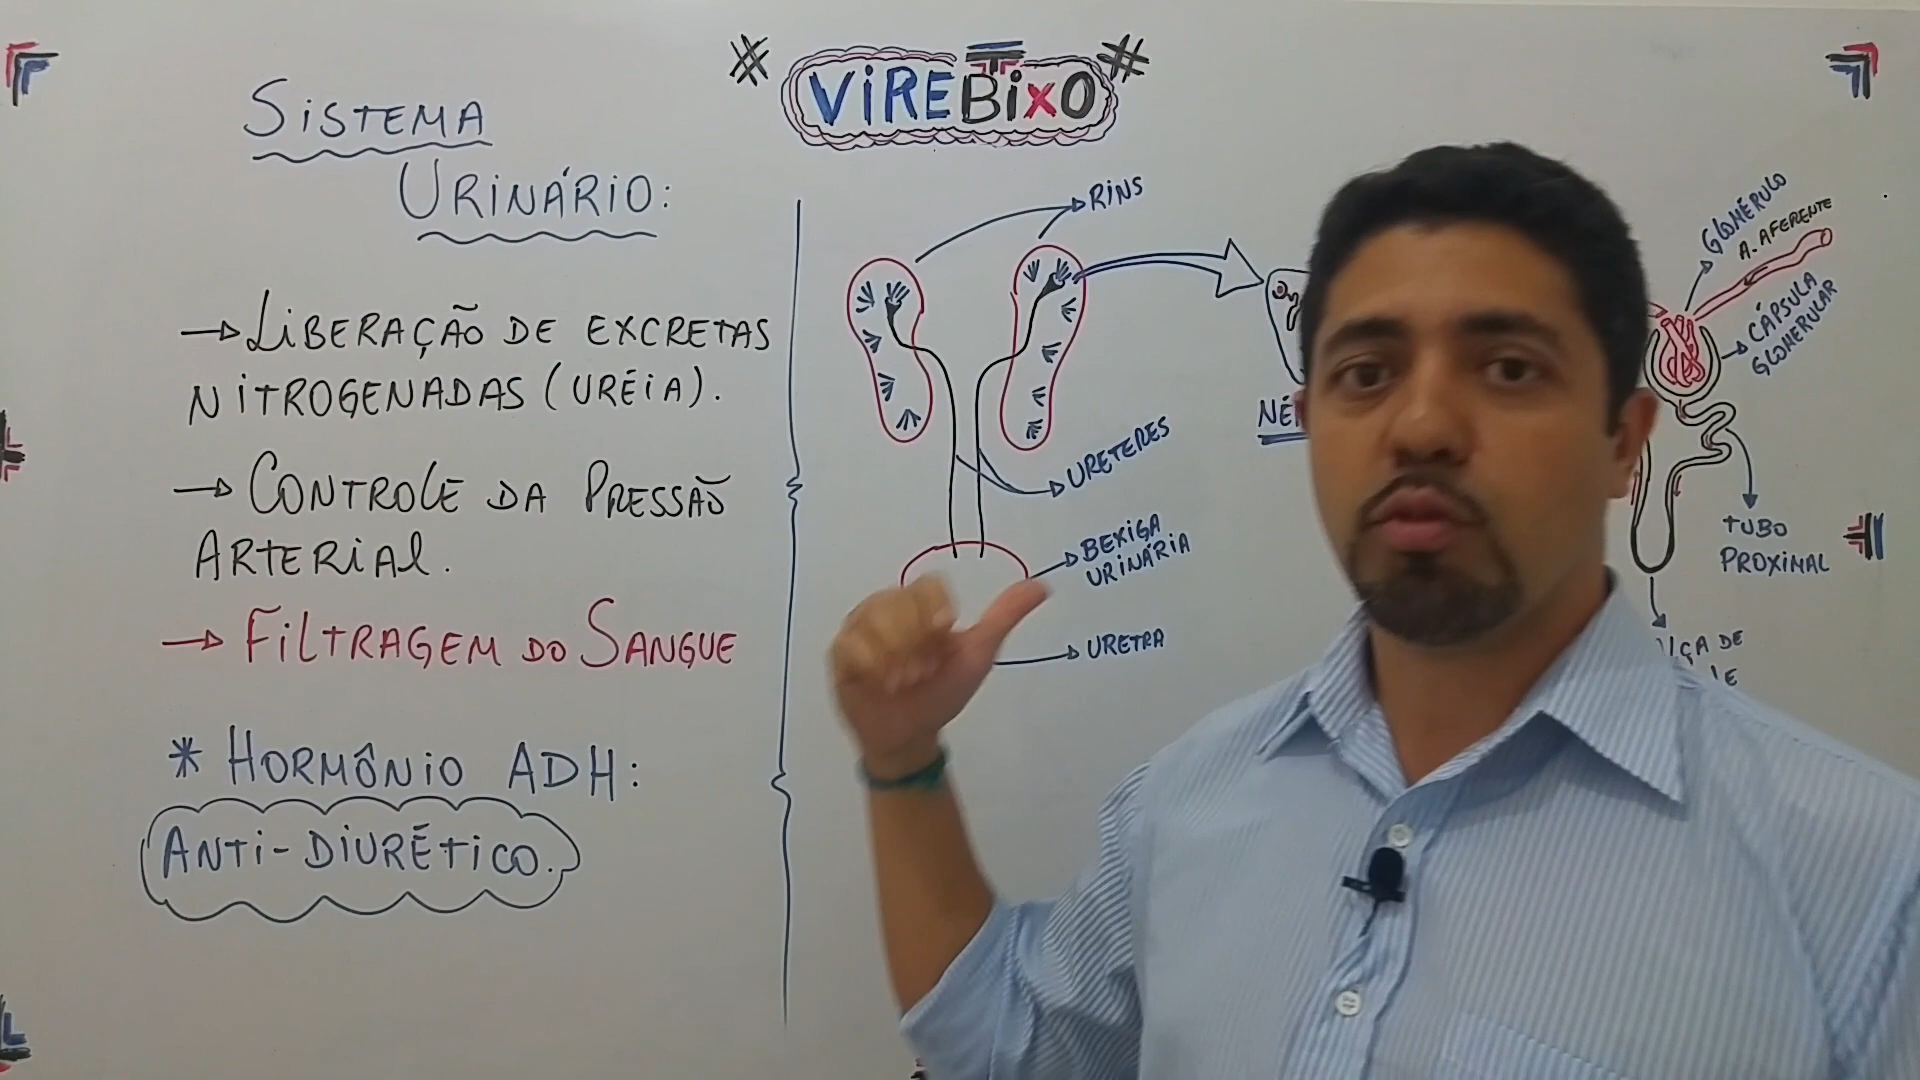 VIREBIXO
SISTEMA
URINÁRIO:
→ LIBERAÇÃO DE EXCRETAS
NITROGENADAS (URÉIA).
→ CONTROLE DA PRESSÃO
ARTERIAL.
→ FILTRAGEM DO SANGUE
* HORMÔNIO ADH:
ANTI-DIURÉTICO.
RINS
URETERES
BEXIGA
URINÁRIA
URETRA
GLOMÉRULO
A. AFERENTE
CÁPSULA
GLOMERULAR
TUBO
PROXIMAL
DE